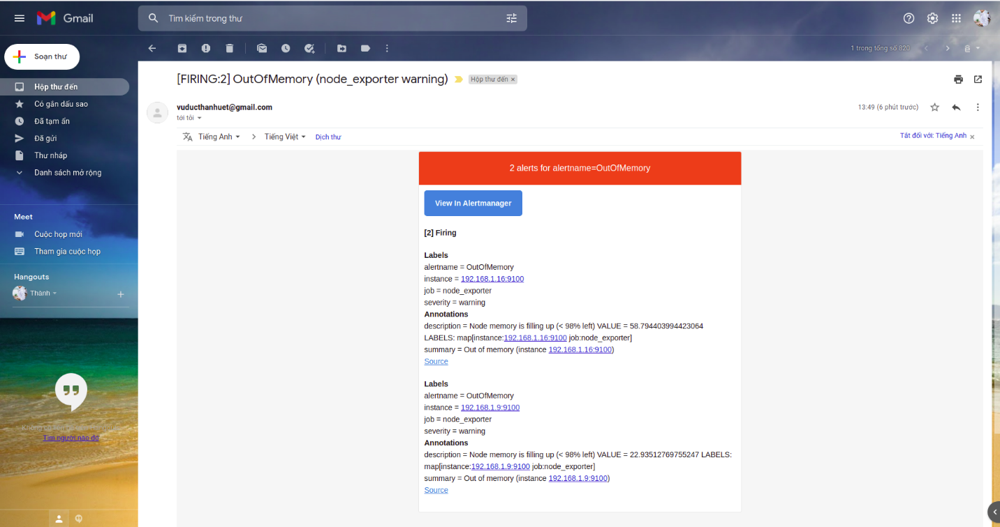 Gmail
Tìm kiếm trong thư
Soạn thư
1 trong tổng số 820
Hộp thư đến
Có gắn dấu sao
Đã tạm ẩn
Đã gửi
Thư nháp
Danh sách mở rộng
Meet
Cuộc họp mới
Tham gia cuộc họp
Hangouts
Thành
Tìm người nào đó
[FIRING:2] OutOfMemory (node_exporter warning) Hộp thư đến ×
vuducthanhuet@gmail.com 13:49 (6 phút trước)
tới tôi
Tiếng Anh > Tiếng Việt Dịch thư Tắt đối với: Tiếng Anh ×
2 alerts for alertname=OutOfMemory
View In Alertmanager
[2] Firing
Labels
alertname = OutOfMemory
instance = 192.168.1.16:9100
job = node_exporter
severity = warning
Annotations
description = Node memory is filling up (< 98% left) VALUE = 58.794403994423064
LABELS: map[instance:192.168.1.16:9100 job:node_exporter]
summary = Out of memory (instance 192.168.1.16:9100)
Source
Labels
alertname = OutOfMemory
instance = 192.168.1.9:9100
job = node_exporter
severity = warning
Annotations
description = Node memory is filling up (< 98% left) VALUE = 22.93512769755247 LABELS:
map[instance:192.168.1.9:9100 job:node_exporter]
summary = Out of memory (instance 192.168.1.9:9100)
Source